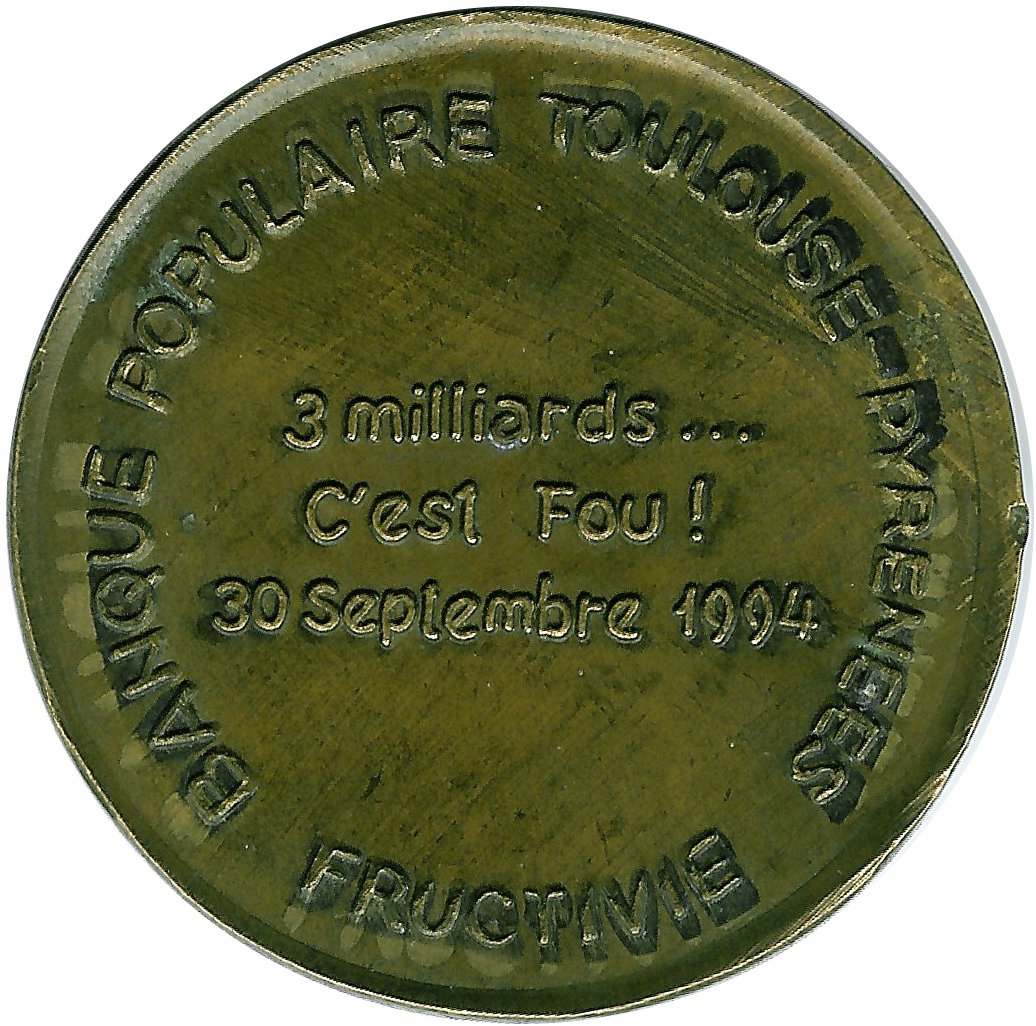 BANQUE POPULAIRE TOULOUSE-PYRENEES
3 milliards...
C'est Fou !
30 Septembre 1994
FRUCTIVIE